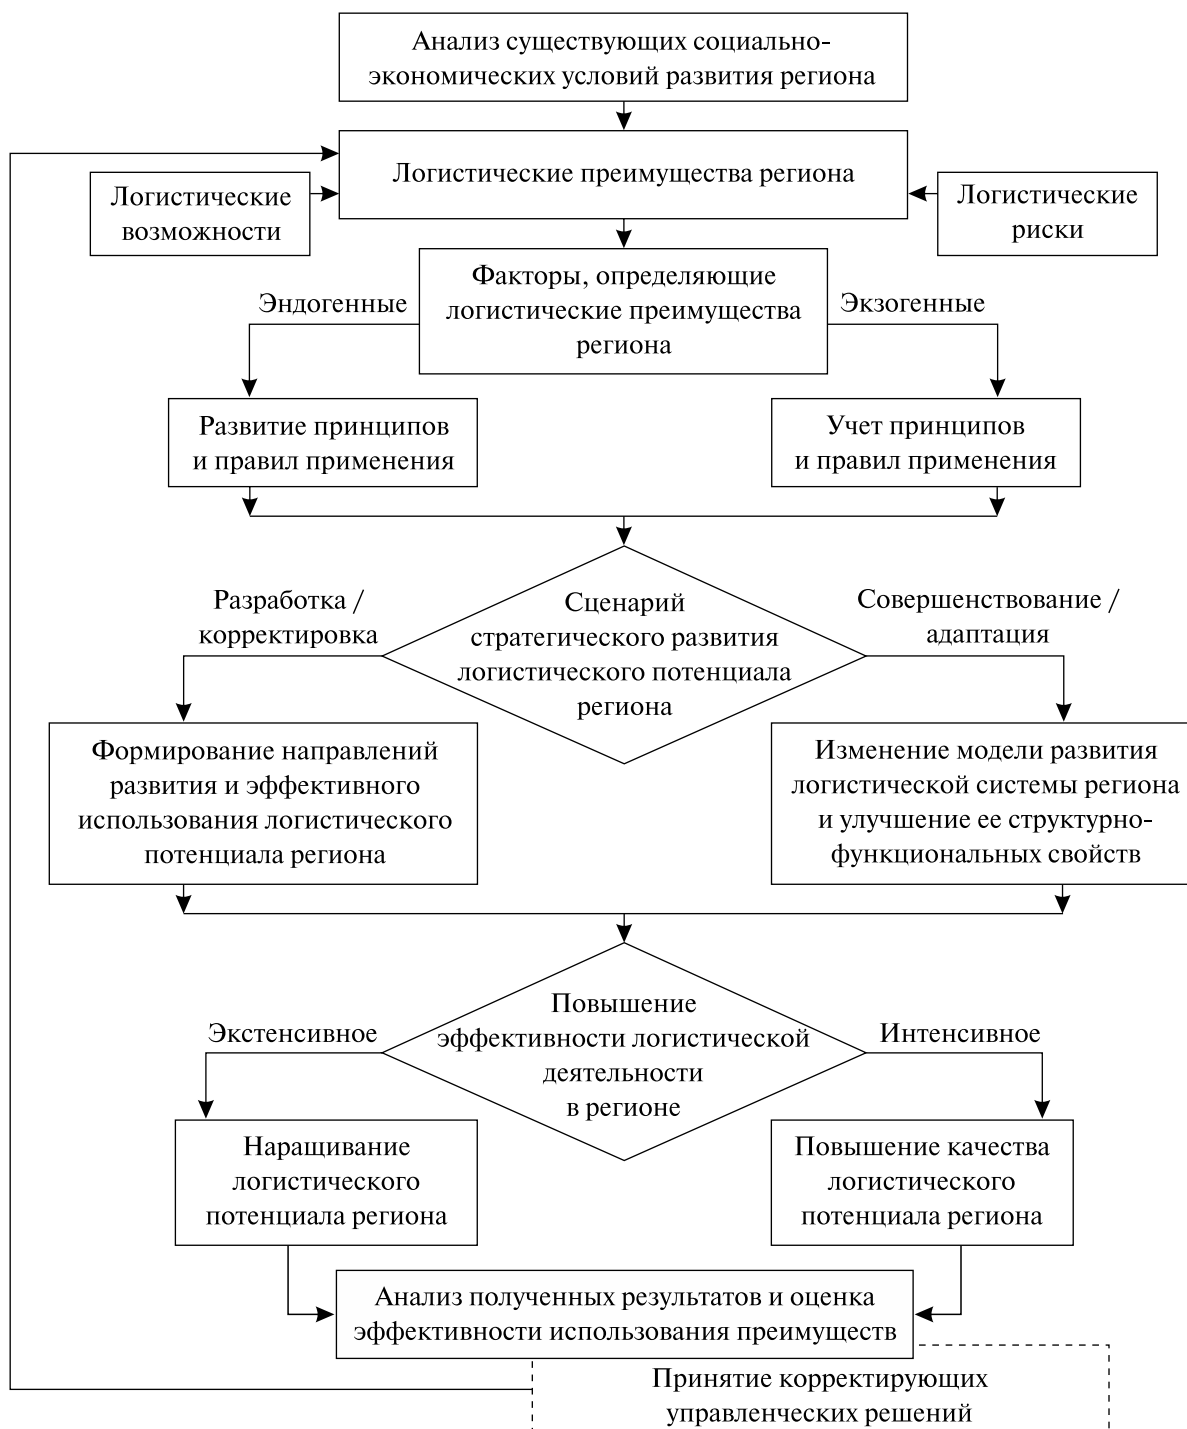 Анализ существующих социально-
экономических условий развития региона
Логистические преимущества региона
Логистические
возможности
Логистические
риски
Факторы, определяющие
логистические преимущества
региона
Эндогенные
Экзогенные
Развитие принципов
и правил применения
Учет принципов
и правил применения
Сценарий
стратегического развития
логистического потенциала
региона
Разработка /
корректировка
Совершенствование /
адаптация
Формирование направлений
развития и эффективного
использования логистического
потенциала региона
Изменение модели развития
логистической системы региона
и улучшение ее структурно-
функциональных свойств
Повышение
эффективности логистической
деятельности
в регионе
Экстенсивное
Интенсивное
Наращивание
логистического
потенциала региона
Повышение качества
логистического
потенциала региона
Анализ полученных результатов и оценка
эффективности использования преимуществ
Принятие корректирующих
управленческих решений